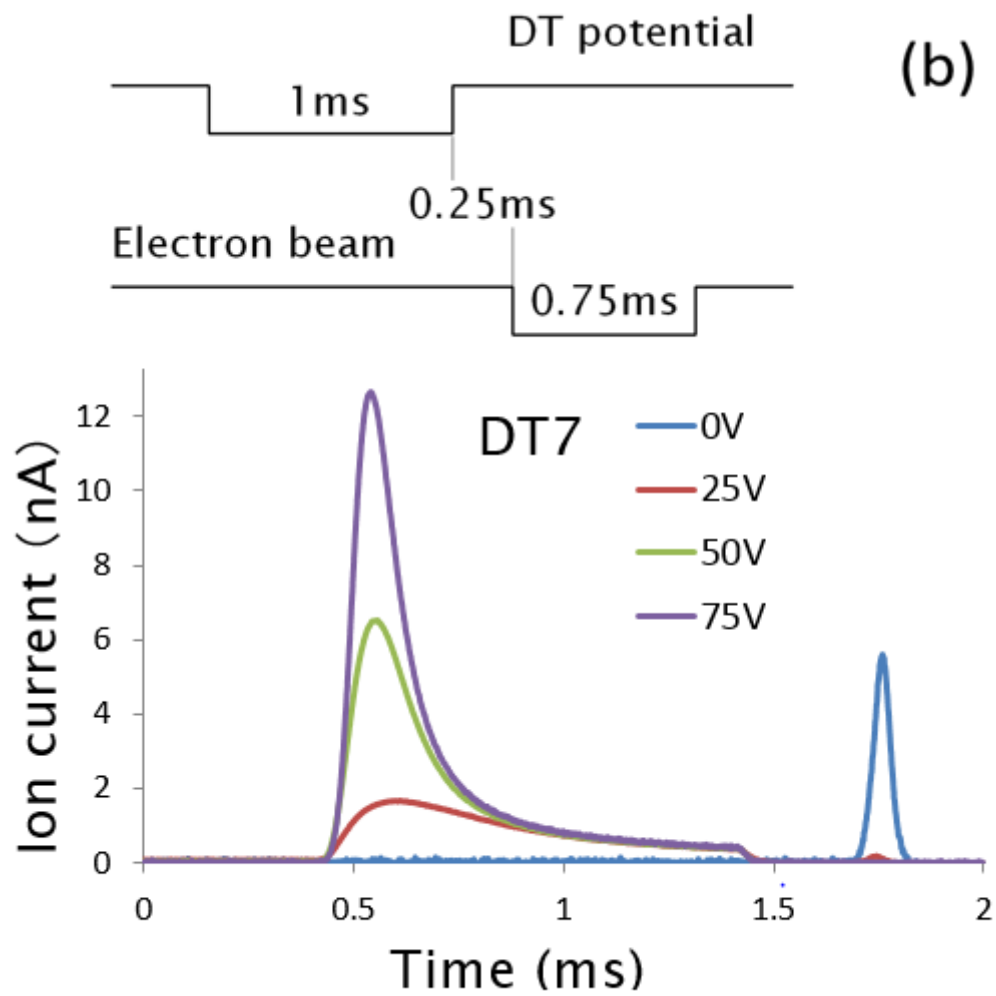 DT potential
(b)
1ms
0.25ms
Electron beam
0.75ms
DT7
0V
25V
50V
75V
Ion current (nA)
12
10
8
6
4
2
0
0
0.5
1
1.5
2
Time (ms)